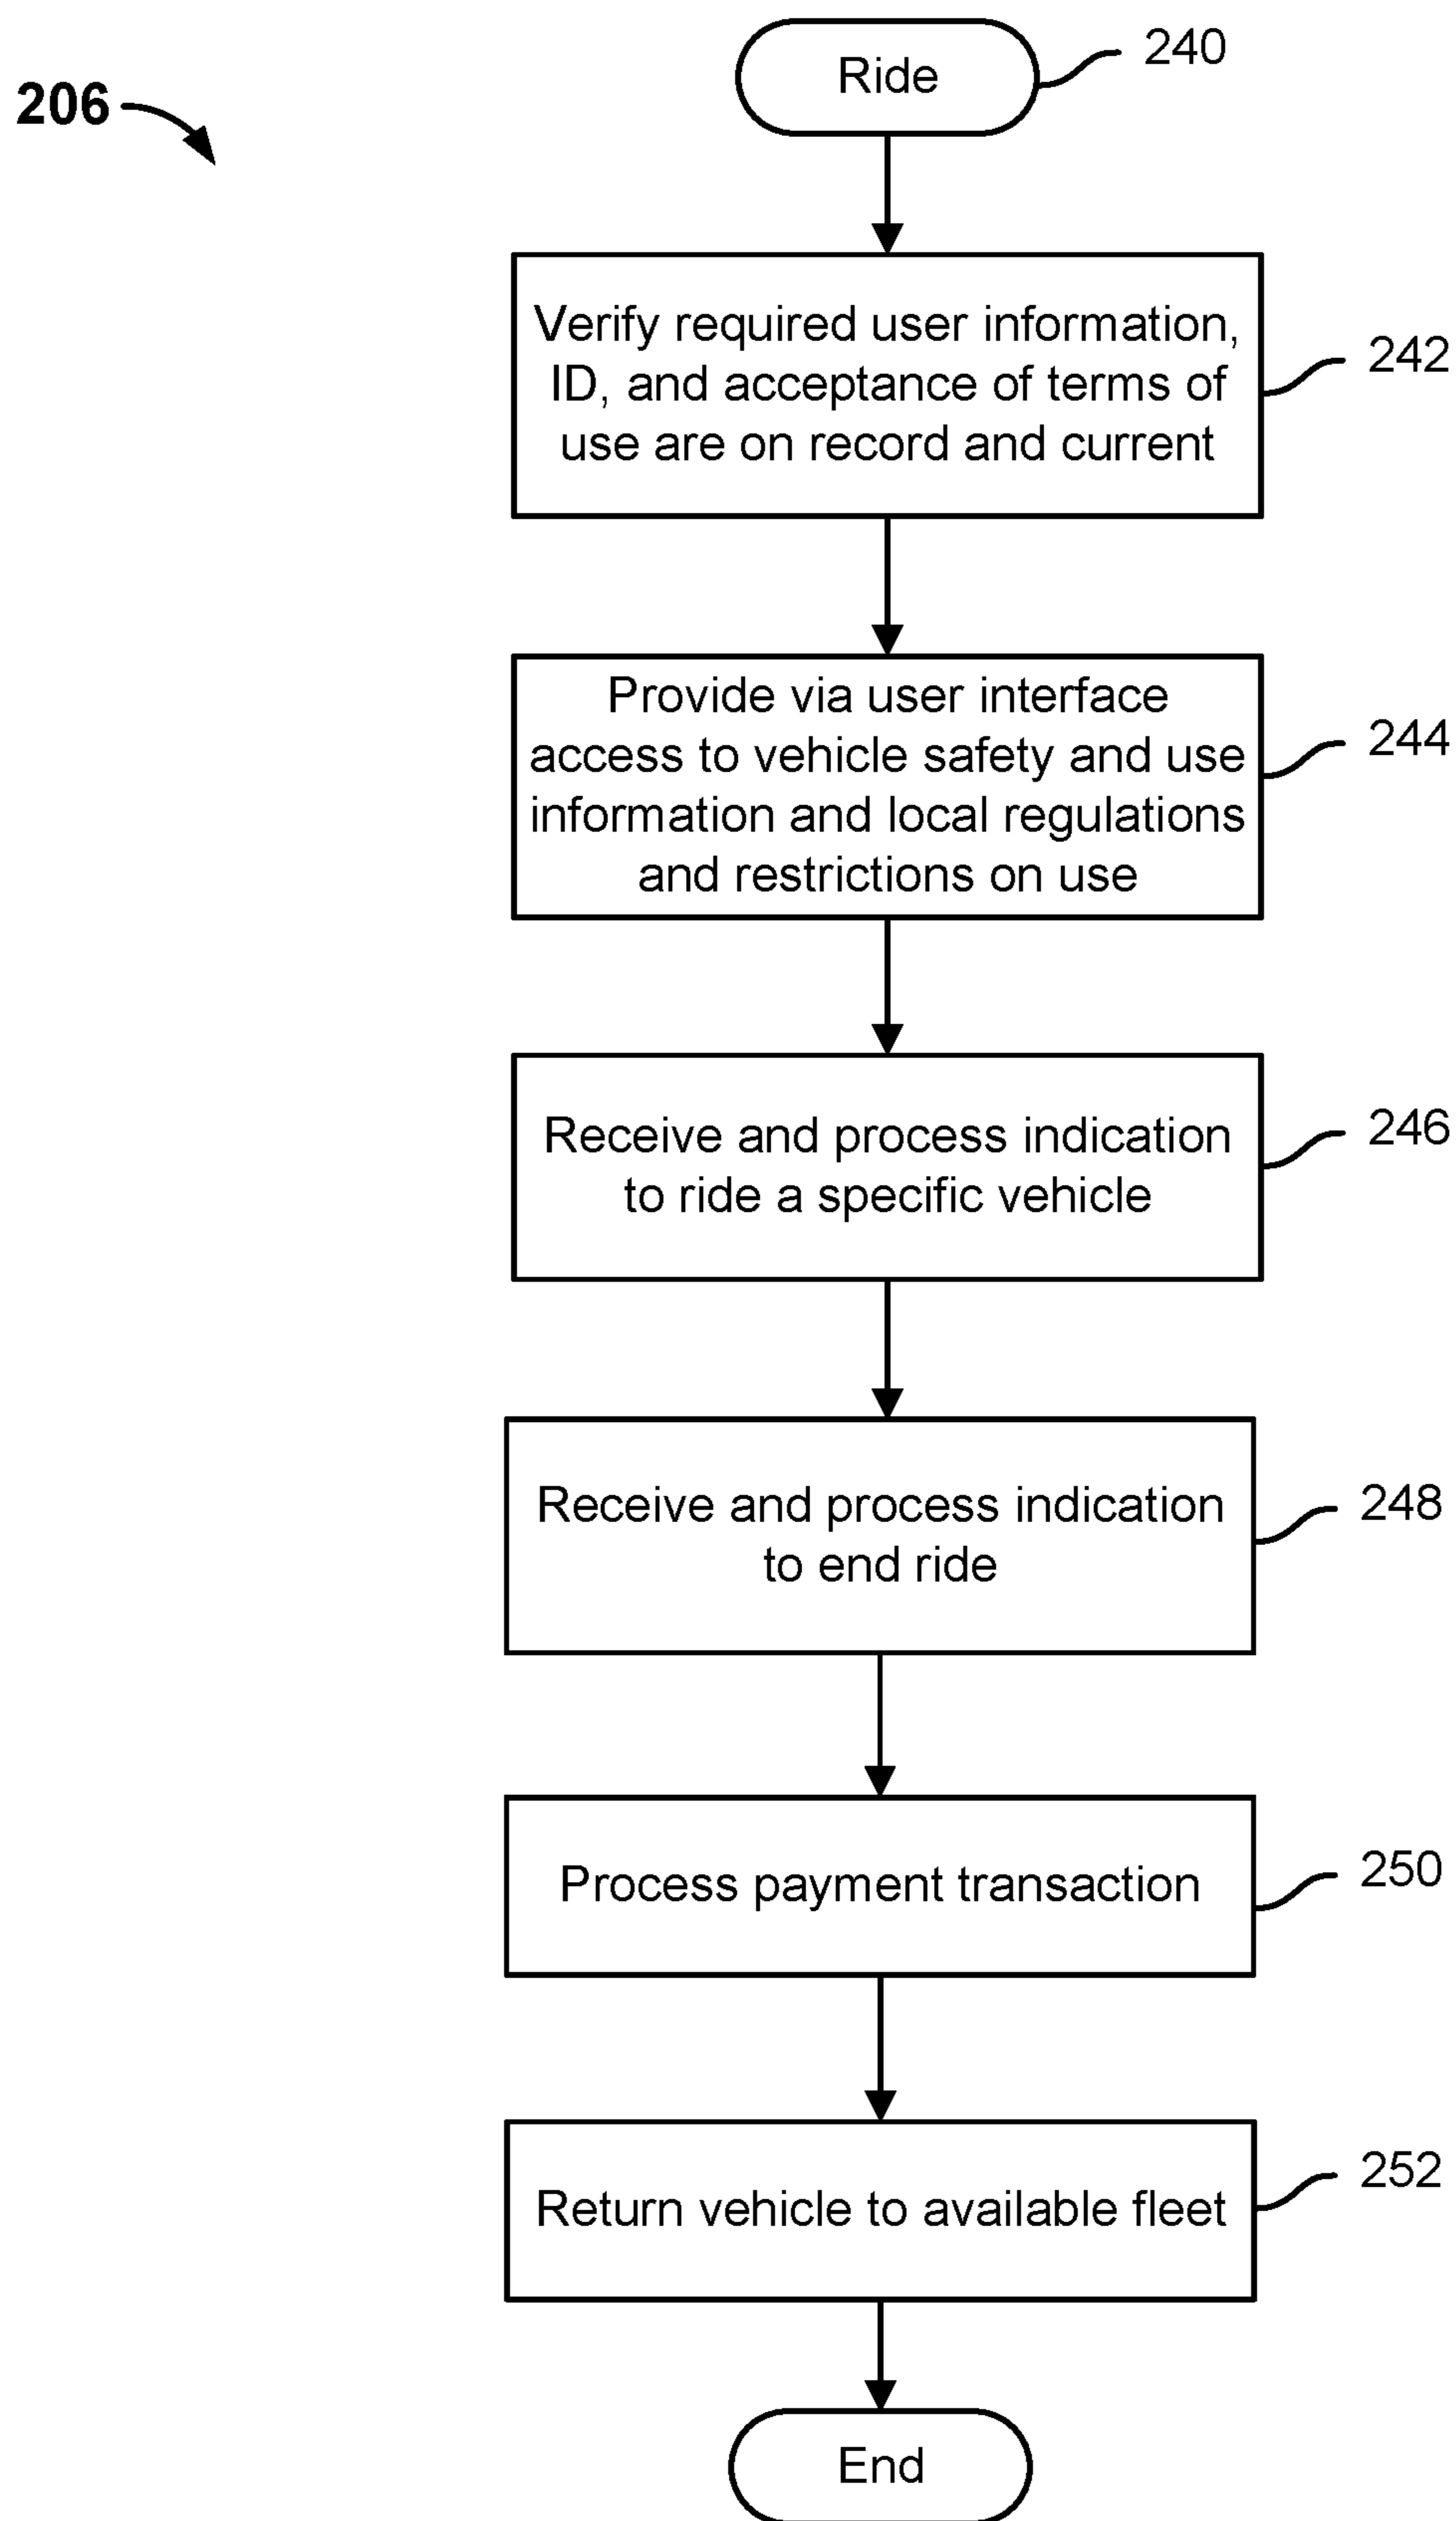 206
Ride
240
Verify required user information,
ID, and acceptance of terms of
use are on record and current
242
Provide via user interface
access to vehicle safety and use
information and local regulations
and restrictions on use
244
Receive and process indication
to ride a specific vehicle
246
Receive and process indication
to end ride
248
Process payment transaction
250
Return vehicle to available fleet
252
End